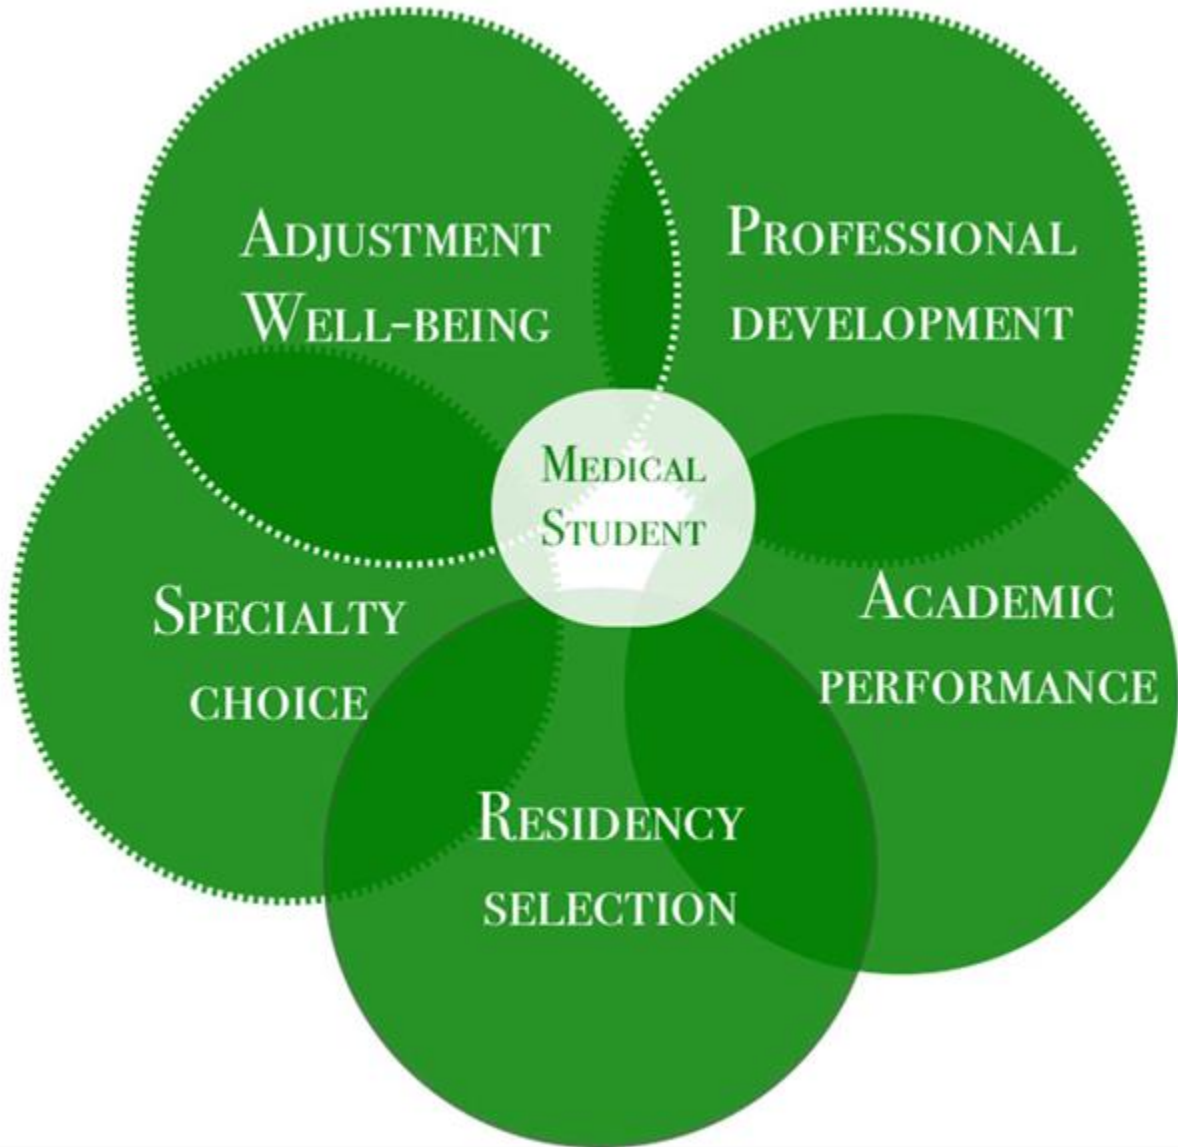 Adjustment
Well-being
Professional
development
Medical
Student
Specialty
choice
Academic
performance
Residency
selection